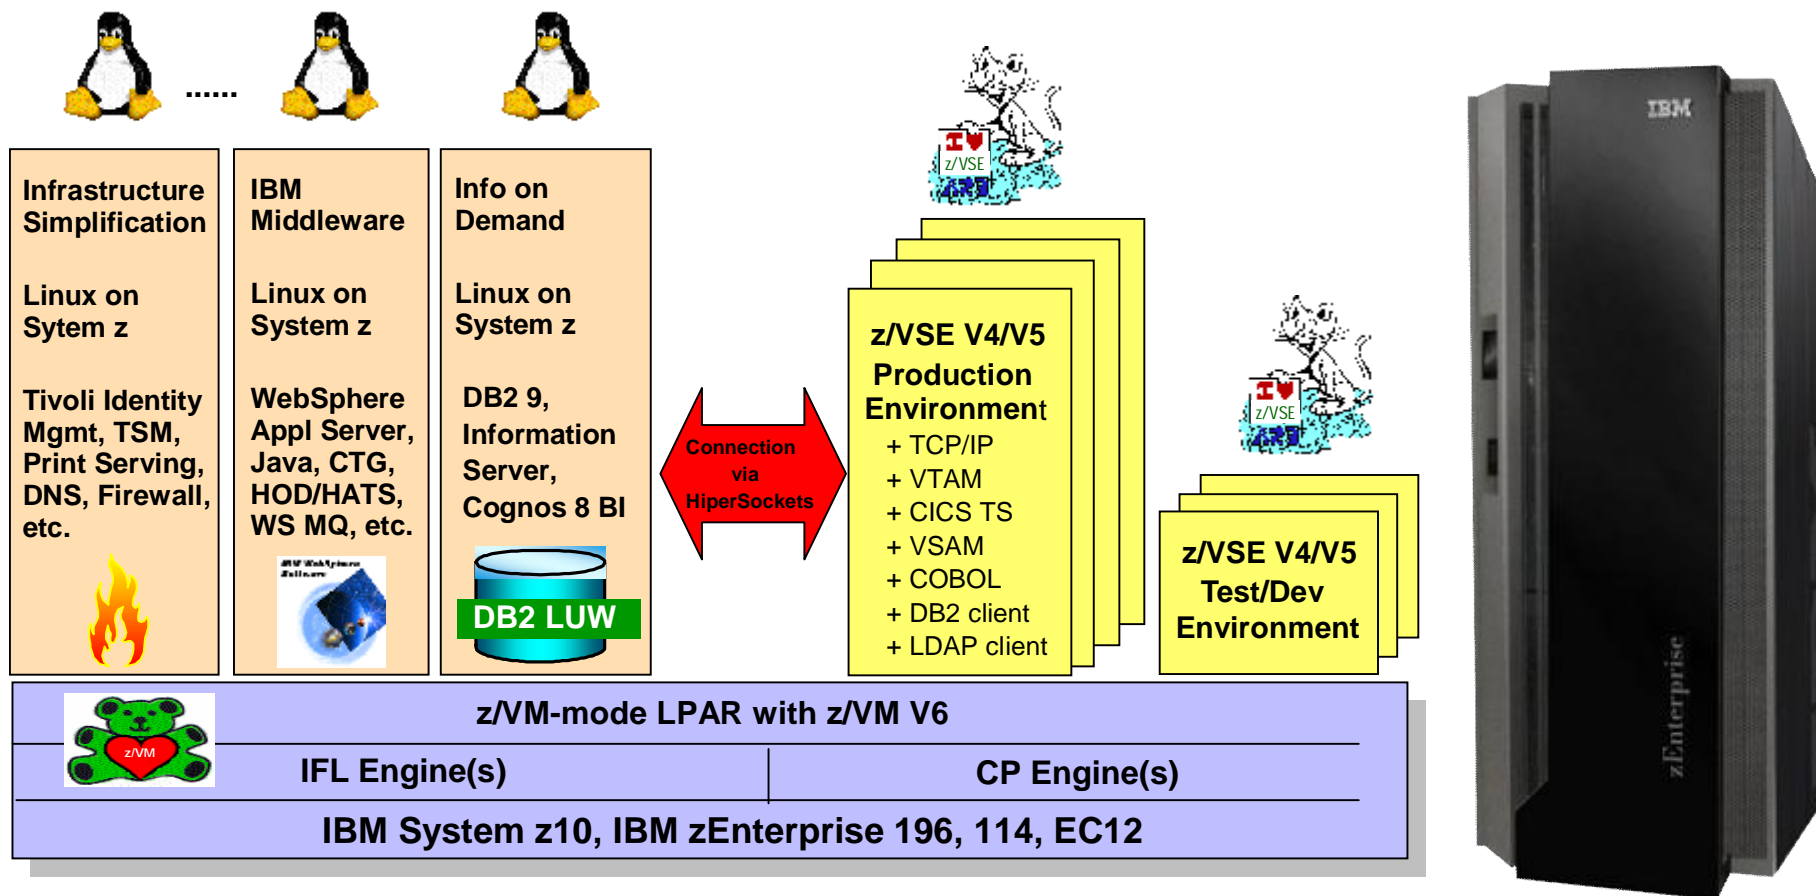 ......
Infrastructure
Simplification
Linux on
Sytem z
Tivoli Identity
Mgmt, TSM,
Print Serving,
DNS, Firewall,
etc.
IBM
Middleware
Linux on
System z
WebSphere
Appl Server,
Java, CTG,
HOD/HATS,
WS MQ, etc.
IBM WebSphere
Software
Info on
Demand
Linux on
System z
DB2 9,
Information
Server,
Cognos 8 BI
DB2 LUW
Connection
via
HiperSockets
I ♥
z/VSE
z/VSE V4/V5
Production
Environment
+ TCP/IP
+ VTAM
+ CICS TS
+ VSAM
+ COBOL
+ DB2 client
+ LDAP client
I ♥
z/VSE
z/VSE V4/V5
Test/Dev
Environment
z/VM
z/VM-mode LPAR with z/VM V6
IFL Engine(s)
CP Engine(s)
IBM System z10, IBM zEnterprise 196, 114, EC12
IBM
zEnterprise